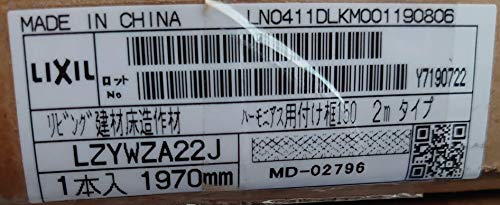 MADE IN CHINA LN0411DLKM001190806
LIXIL ロット No Y7190722
リビング建材床造作材 ハーモニアス用付け框150 2mタイプ
LZYWZA22J
1本入 1970mm MD-02796